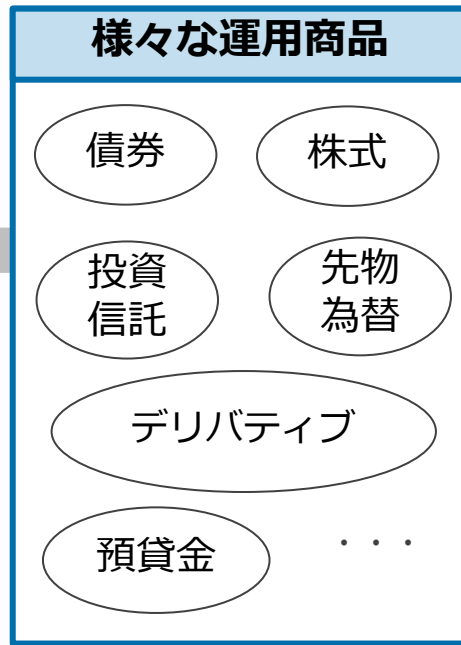 様々な運用商品
債券
株式
投資
信託
先物
為替
デリバティブ
預貸金
・・・